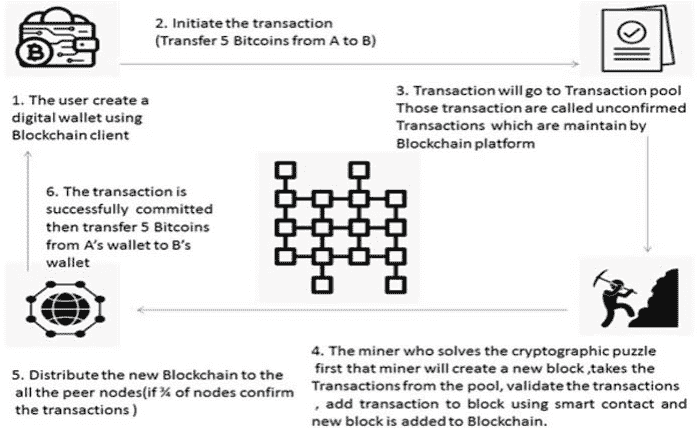 2. Initiate the transaction
(Transfer 5 Bitcoins from A to B)
1. The user create a
digital wallet using
Blockchain client
3. Transaction will go to Transaction pool
Those transaction are called unconfirmed
Transactions which are maintain by
Blockchain platform
6. The transaction is
successfully committed
then transfer 5 Bitcoins
from A's wallet to B's
wallet
4. The miner who solves the cryptographic puzzle
first that miner will create a new block ,takes the
Transactions from the pool, validate the transactions
, add transaction to block using smart contact and
new block is added to Blockchain.
5. Distribute the new Blockchain to the
all the peer nodes(if ¾ of nodes confirm
the transactions )